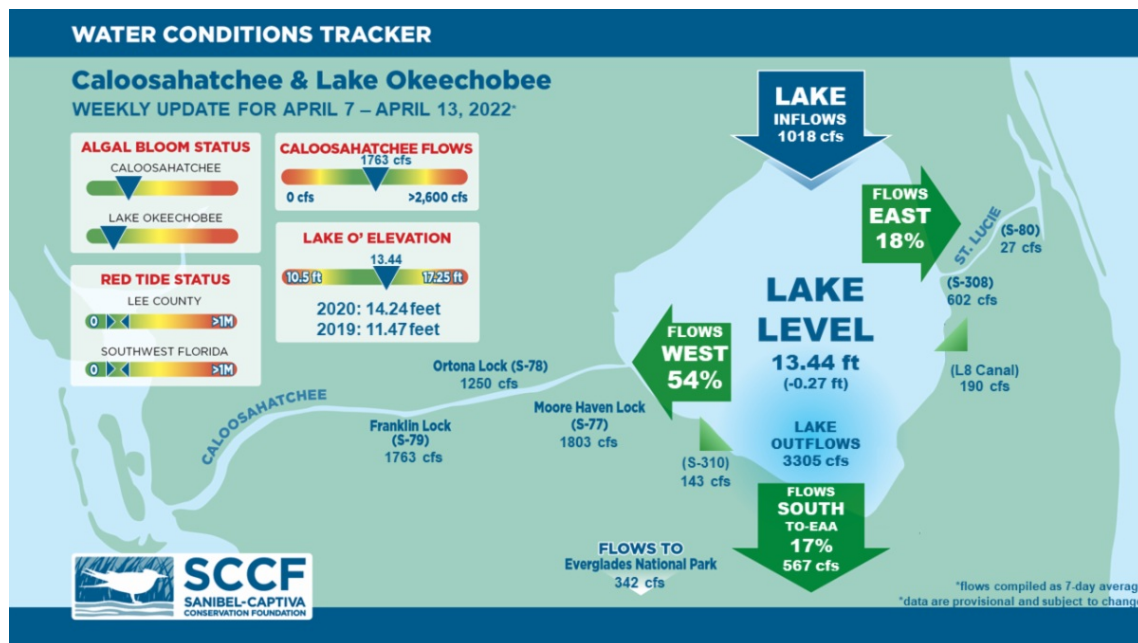 WATER CONDITIONS TRACKER
Caloosahatchee & Lake Okeechobee
WEEKLY UPDATE FOR APRIL 7 – APRIL 13, 2022*
ALGAL BLOOM STATUS
CALOOSAHATCHEE
LAKE OKEECHOBEE
RED TIDE STATUS
LEE COUNTY
0 >1M
SOUTHWEST FLORIDA
0 >1M
CALOOSAHATCHEE FLOWS
1763 cfs
0 cfs >2,600 cfs
LAKE O' ELEVATION
13.44
10.5 ft 17.25 ft
2020: 14.24 feet
2019: 11.47 feet
LAKE
INFLOWS
1018 cfs
FLOWS
EAST
18%
ST. LUCIE
(S-80)
27 cfs
(S-308)
602 cfs
LAKE
LEVEL
13.44 ft
(-0.27 ft)
FLOWS
WEST
54%
(L8 Canal)
190 cfs
Ortona Lock (S-78)
1250 cfs
CALOOSAHATCHEE
Franklin Lock
(S-79)
1763 cfs
Moore Haven Lock
(S-77)
1803 cfs
LAKE
OUTFLOWS
3305 cfs
(S-310)
143 cfs
FLOWS
SOUTH
TO-EAA
17%
567 cfs
FLOWS TO
Everglades National Park
342 cfs
SCCF
SANIBEL-CAPTIVA
CONSERVATION FOUNDATION
*flows compiled as 7-day averag
*data are provisional and subject to change